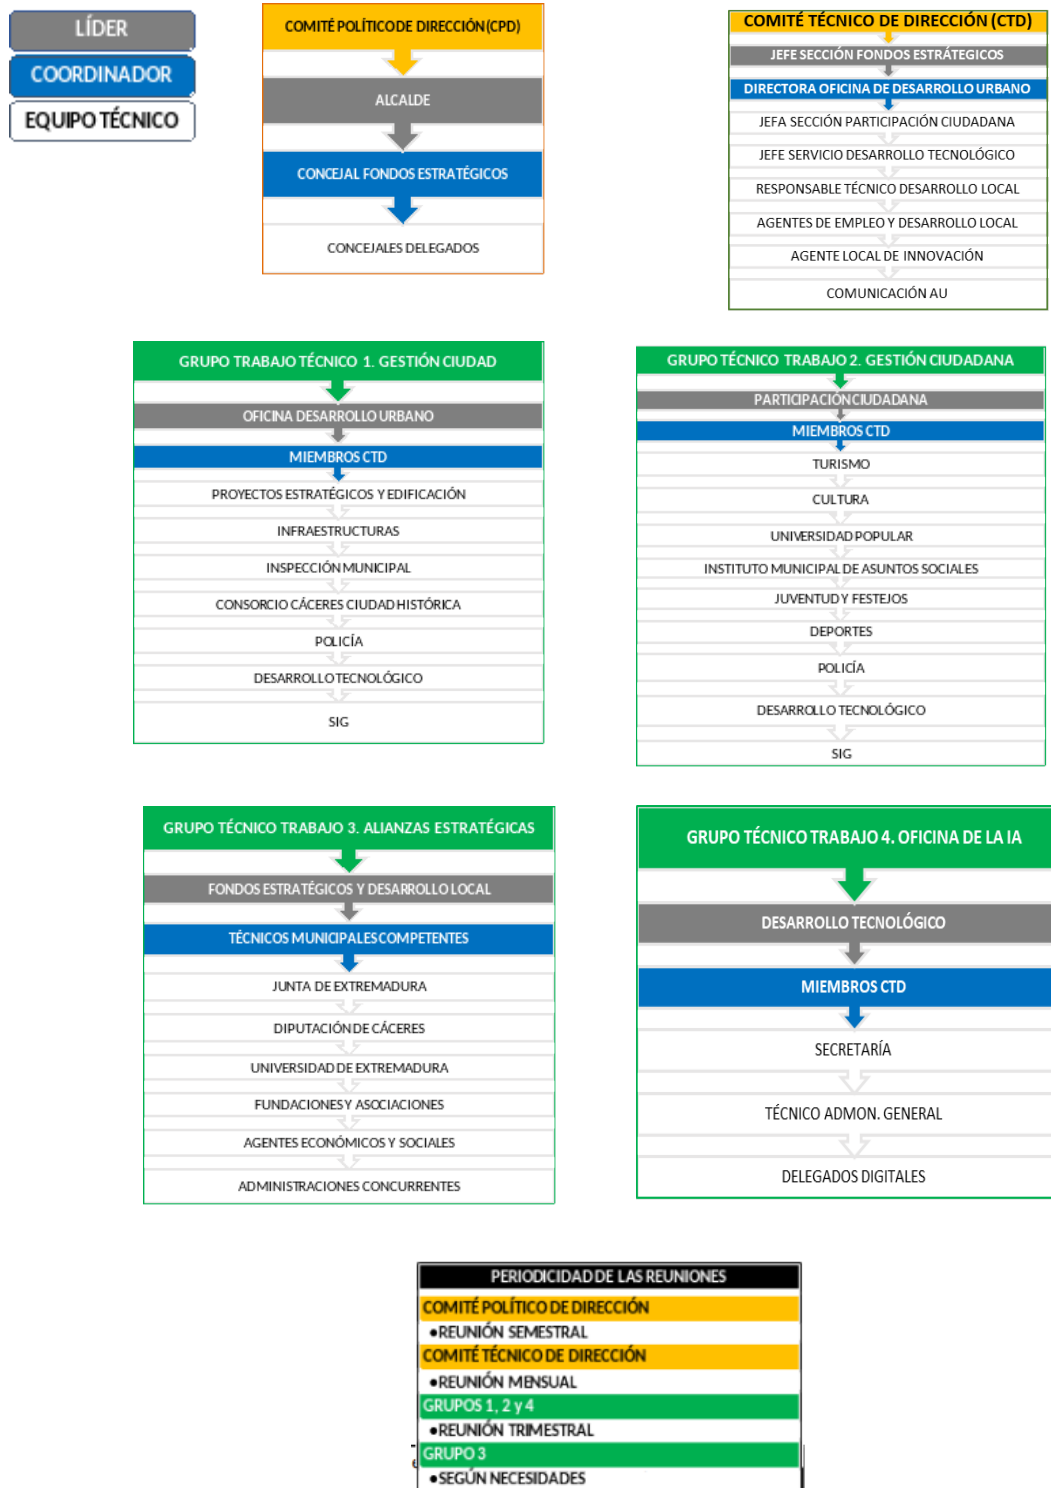 LÍDER
COORDINADOR
EQUIPO TÉCNICO
COMITÉ POLÍTICO DE DIRECCIÓN (CPD)
ALCALDE
CONCEJAL FONDOS ESTRATÉGICOS
CONCEJALES DELEGADOS
COMITÉ TÉCNICO DE DIRECCIÓN (CTD)
JEFE SECCIÓN FONDOS ESTRÁTEGICOS
DIRECTORA OFICINA DE DESARROLLO URBANO
JEFA SECCIÓN PARTICIPACIÓN CIUDADANA
JEFE SERVICIO DESARROLLO TECNOLÓGICO
RESPONSABLE TÉCNICO DESARROLLO LOCAL
AGENTES DE EMPLEO Y DESARROLLO LOCAL
AGENTE LOCAL DE INNOVACIÓN
COMUNICACIÓN AU
GRUPO TRABAJO TÉCNICO 1. GESTIÓN CIUDAD
OFICINA DESARROLLO URBANO
MIEMBROS CTD
PROYECTOS ESTRATÉGICOS Y EDIFICACIÓN
INFRAESTRUCTURAS
INSPECCIÓN MUNICIPAL
CONSORCIO CÁCERES CIUDAD HISTÓRICA
POLICÍA
DESARROLLO TECNOLÓGICO
SIG
GRUPO TÉCNICO TRABAJO 2. GESTIÓN CIUDADANA
PARTICIPACIÓN CIUDADANA
MIEMBROS CTD
TURISMO
CULTURA
UNIVERSIDAD POPULAR
INSTITUTO MUNICIPAL DE ASUNTOS SOCIALES
JUVENTUD Y FESTEJOS
DEPORTES
POLICÍA
DESARROLLO TECNOLÓGICO
SIG
GRUPO TÉCNICO TRABAJO 3. ALIANZAS ESTRATÉGICAS
FONDOS ESTRATÉGICOS Y DESARROLLO LOCAL
TÉCNICOS MUNICIPALES COMPETENTES
JUNTA DE EXTREMADURA
DIPUTACIÓN DE CÁCERES
UNIVERSIDAD DE EXTREMADURA
FUNDACIONES Y ASOCIACIONES
AGENTES ECONÓMICOS Y SOCIALES
ADMINISTRACIONES CONCURRENTES
GRUPO TÉCNICO TRABAJO 4. OFICINA DE LA IA
DESARROLLO TECNOLÓGICO
MIEMBROS CTD
SECRETARÍA
TÉCNICO ADMON. GENERAL
DELEGADOS DIGITALES
PERIODICIDAD DE LAS REUNIONES
COMITÉ POLÍTICO DE DIRECCIÓN
•REUNIÓN SEMESTRAL
COMITÉ TÉCNICO DE DIRECCIÓN
•REUNIÓN MENSUAL
GRUPOS 1, 2 y 4
•REUNIÓN TRIMESTRAL
GRUPO 3
•SEGÚN NECESIDADES